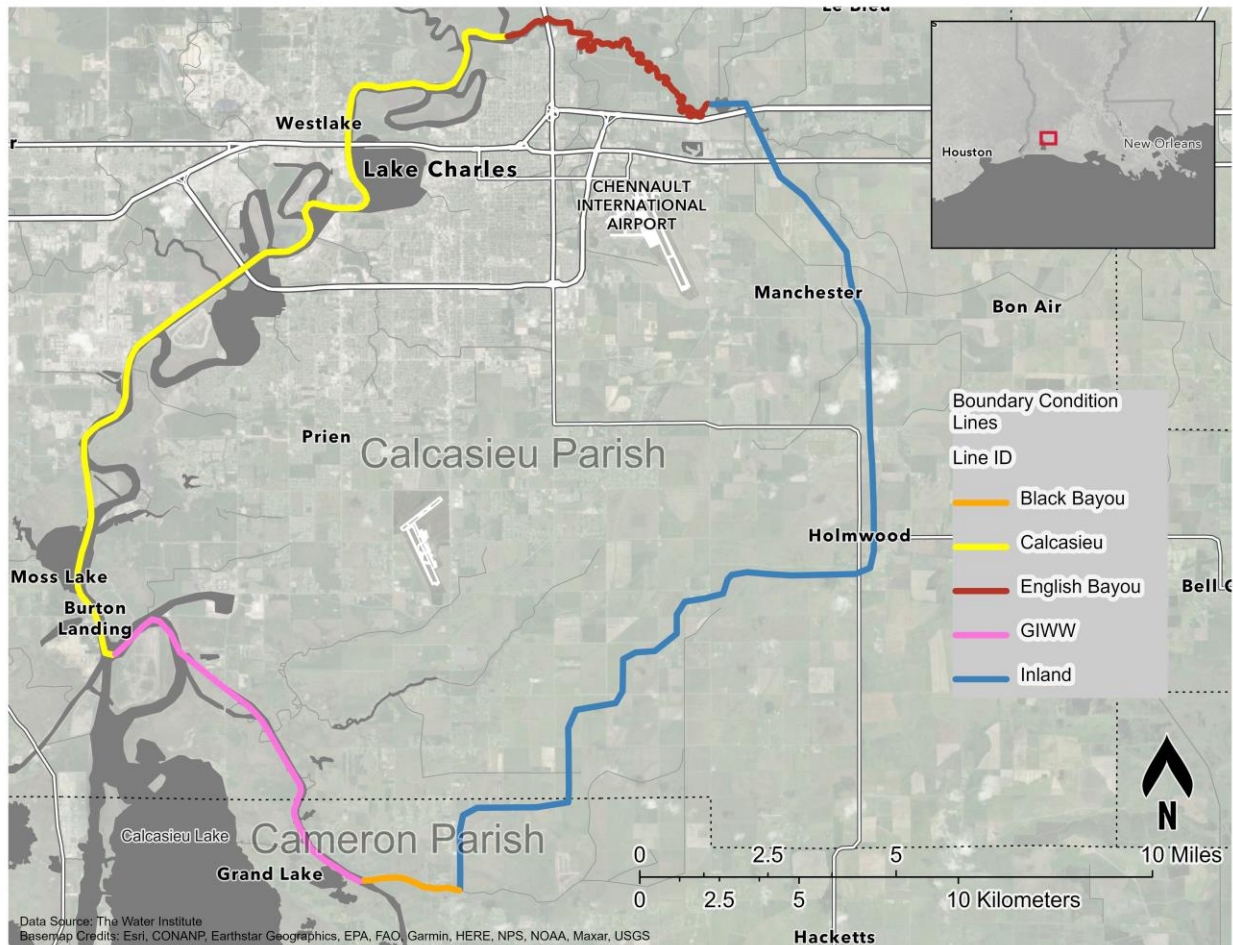 Le Bleu
Westlake
Lake Charles
CHENNAULT
INTERNATIONAL
AIRPORT
Houston
New Orleans
Manchester
Bon Air
Prien
Calcasieu Parish
Holmwood
Moss Lake
Burton
Landing
Bell
Boundary Condition
Lines
Line ID
Black Bayou
Calcasieu
English Bayou
GIWW
Inland
N
Calcasieu Lake
Cameron Parish
Grand Lake
Hacketts
0 2.5 5 10 Miles
0 2.5 5 10 Kilometers
Data Source: The Water Institute
Basemap Credits: Esri, CONANP, Earthstar Geographics, EPA, FAO, Garmin, HERE, NPS, NOAA, Maxar, USGS